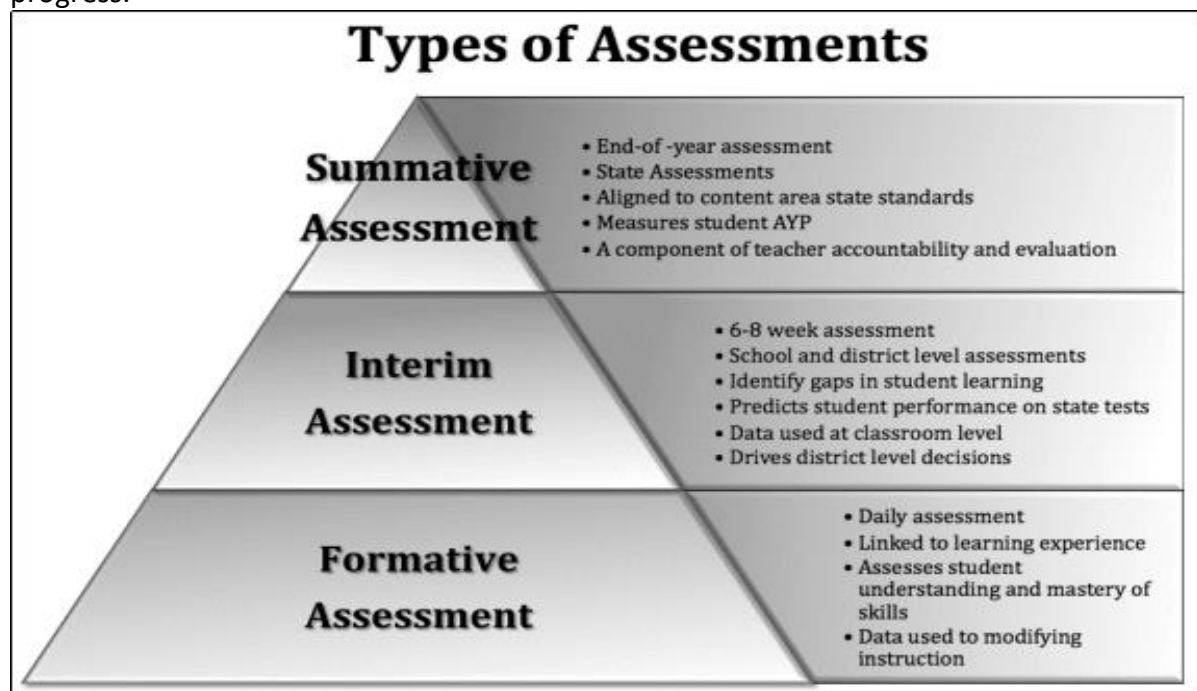 progress.
Types of Assessments
Summative
Assessment
• End-of -year assessment
• State Assessments
• Aligned to content area state standards
• Measures student AYP
• A component of teacher accountability and evaluation
Interim
Assessment
• 6-8 week assessment
• School and district level assessments
• Identify gaps in student learning
• Predicts student performance on state tests
• Data used at classroom level
• Drives district level decisions
Formative
Assessment
• Daily assessment
• Linked to learning experience
• Assesses student
understanding and mastery of
skills
• Data used to modifying
instruction